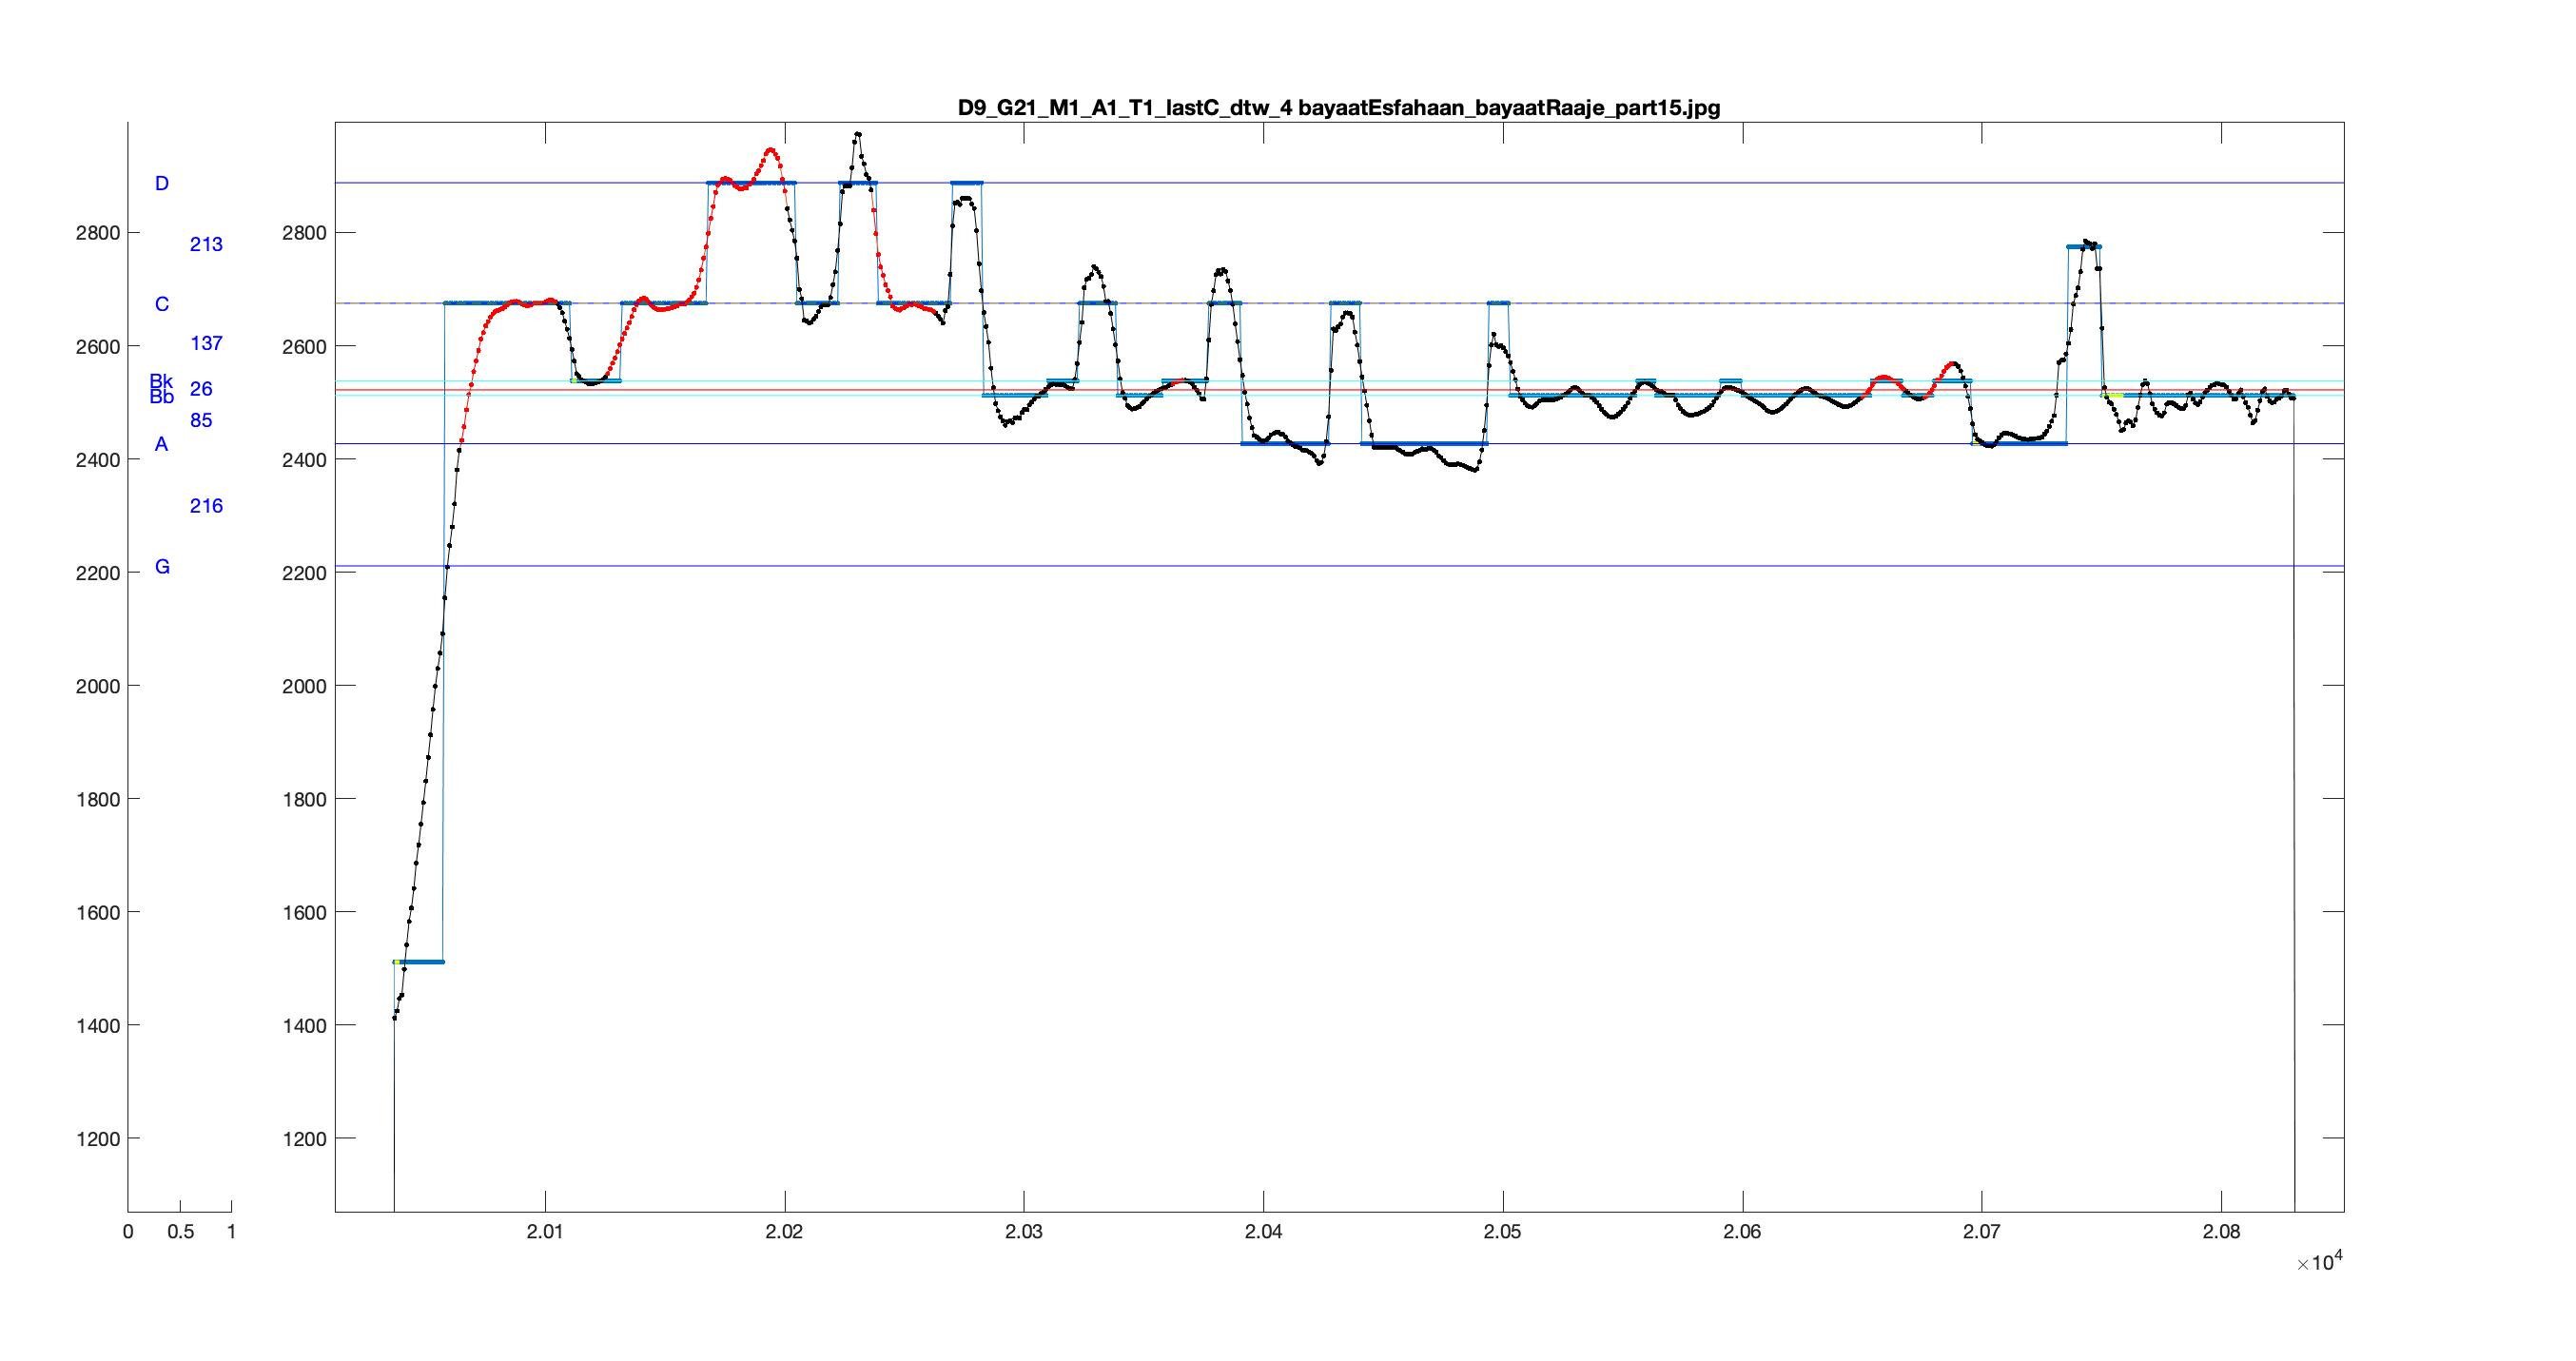 D9_G21_M1_A1_T1_lastC_dtw_4 bayaatEsfahaan_bayaatRaaje_part15.jpg
D
2800 213 2800
C
137
2600 2600
Bk
26
Bb
85
A
2400 2400
216
G
2200 2200
2000 2000
1800 1800
1600 1600
1400 1400
1200 1200
0 0.5 1 2.01 2.02 2.03 2.04 2.05 2.06 2.07 2.08
×10⁴